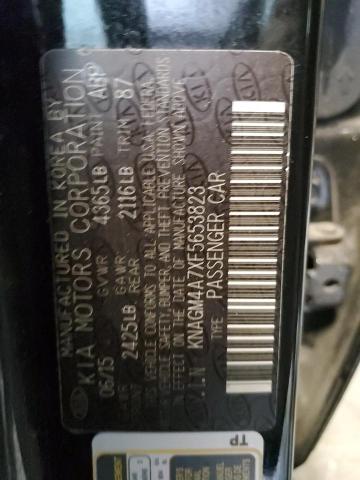 MANUFACTURED IN KOREA BY
KIA MOTORS CORPORATION
06/15 GVWR 4365LB PAINT ABP
GAWR
FRONT 2425LB REAR 2116LB TRIM 87
THIS VEHICLE CONFORMS TO ALL APPLICABLE U.S.A. FEDERAL
VEHICLE SAFETY, BUMPER, AND THEFT PREVENTION STANDARDS IN
EFFECT ON THE DATE OF MANUFACTURE SHOWN ABOVE.
V.I.N KNAGM4A7XF5653823
TYPE PASSENGER CAR
KIA
TP